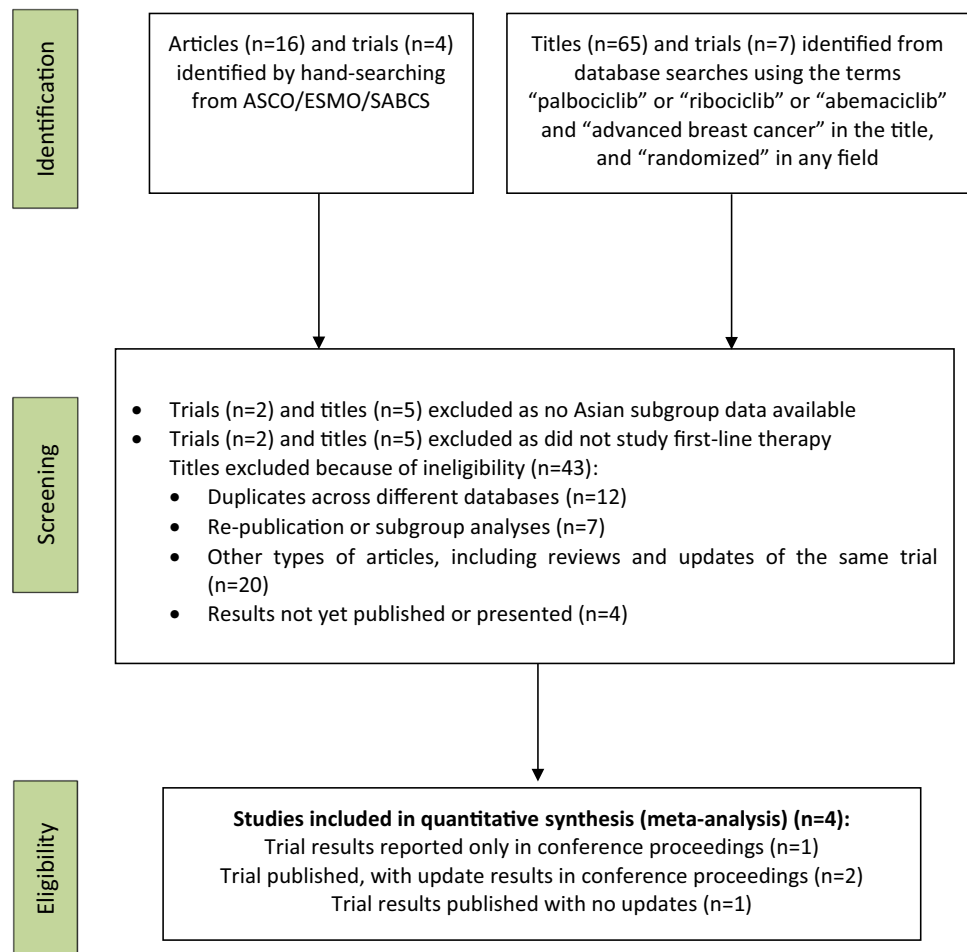 Identification
Articles (n=16) and trials (n=4)
identified by hand-searching
from ASCO/ESMO/SABCS
Titles (n=65) and trials (n=7) identified from
database searches using the terms
“palbociclib” or “ribociclib” or “abemaciclib”
and “advanced breast cancer” in the title,
and “randomized” in any field
Screening
• Trials (n=2) and titles (n=5) excluded as no Asian subgroup data available
• Trials (n=2) and titles (n=5) excluded as did not study first-line therapy
Titles excluded because of ineligibility (n=43):
• Duplicates across different databases (n=12)
• Re-publication or subgroup analyses (n=7)
• Other types of articles, including reviews and updates of the same trial
(n=20)
• Results not yet published or presented (n=4)
Eligibility
Studies included in quantitative synthesis (meta-analysis) (n=4):
Trial results reported only in conference proceedings (n=1)
Trial published, with update results in conference proceedings (n=2)
Trial results published with no updates (n=1)